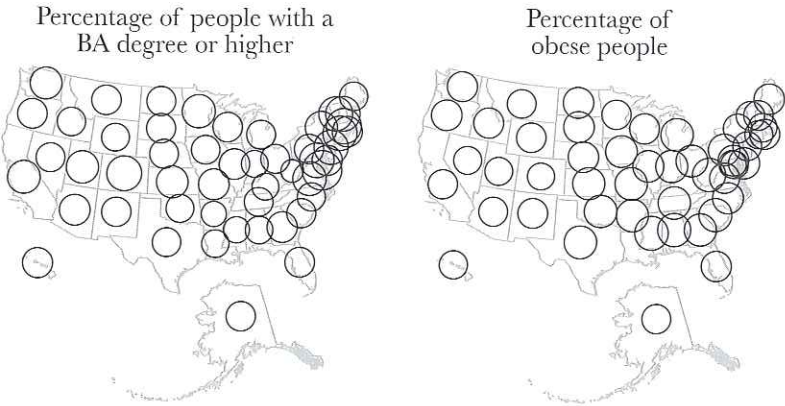 Percentage of people with a
BA degree or higher
Percentage of
obese people